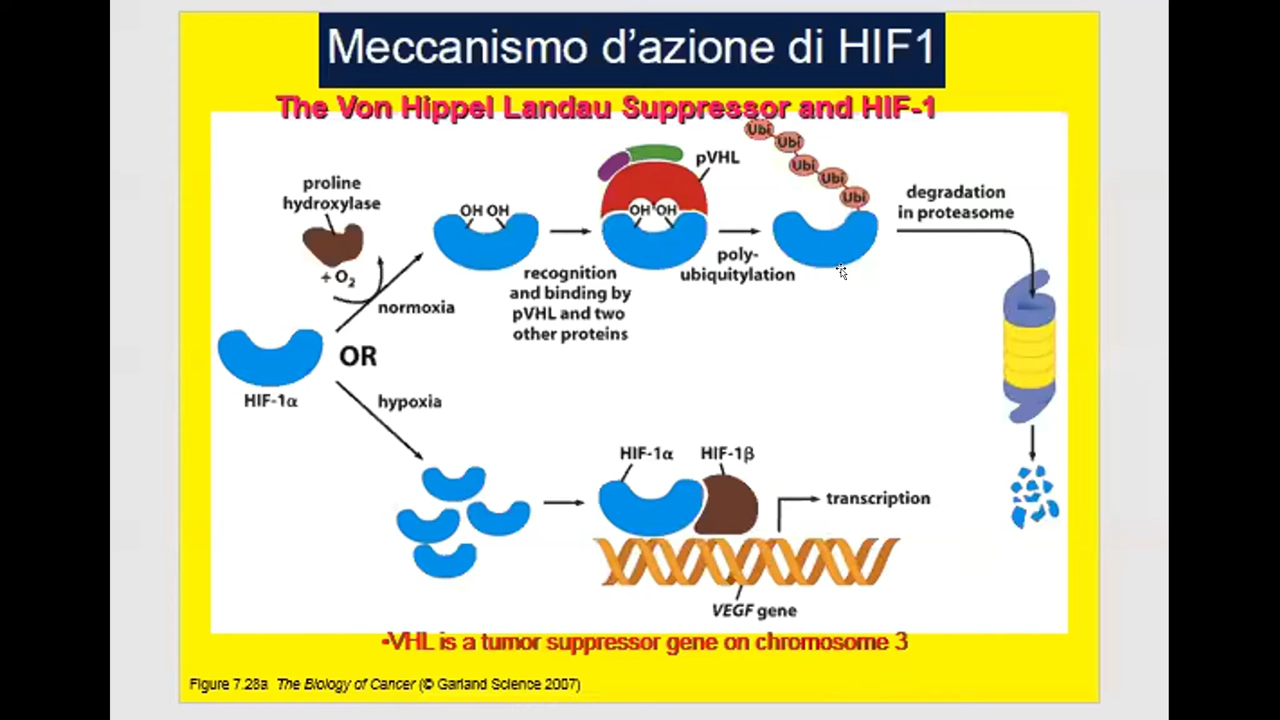 Meccanismo d'azione di HIF1
The Von Hippel Landau Suppressor and HIF-1
Ubi
Ubi
Ubi
Ubi
Ubi
pVHL
proline
hydroxylase
degradation
in proteasome
OH OH
OH OH
+ O2
poly-
ubiquitylation
recognition
and binding by
pVHL and two
other proteins
normoxia
OR
HIF-1α
hypoxia
HIF-1α
HIF-1β
transcription
VEGF gene
•VHL is a tumor suppressor gene on chromosome 3
Figure 7.28a The Biology of Cancer (© Garland Science 2007)